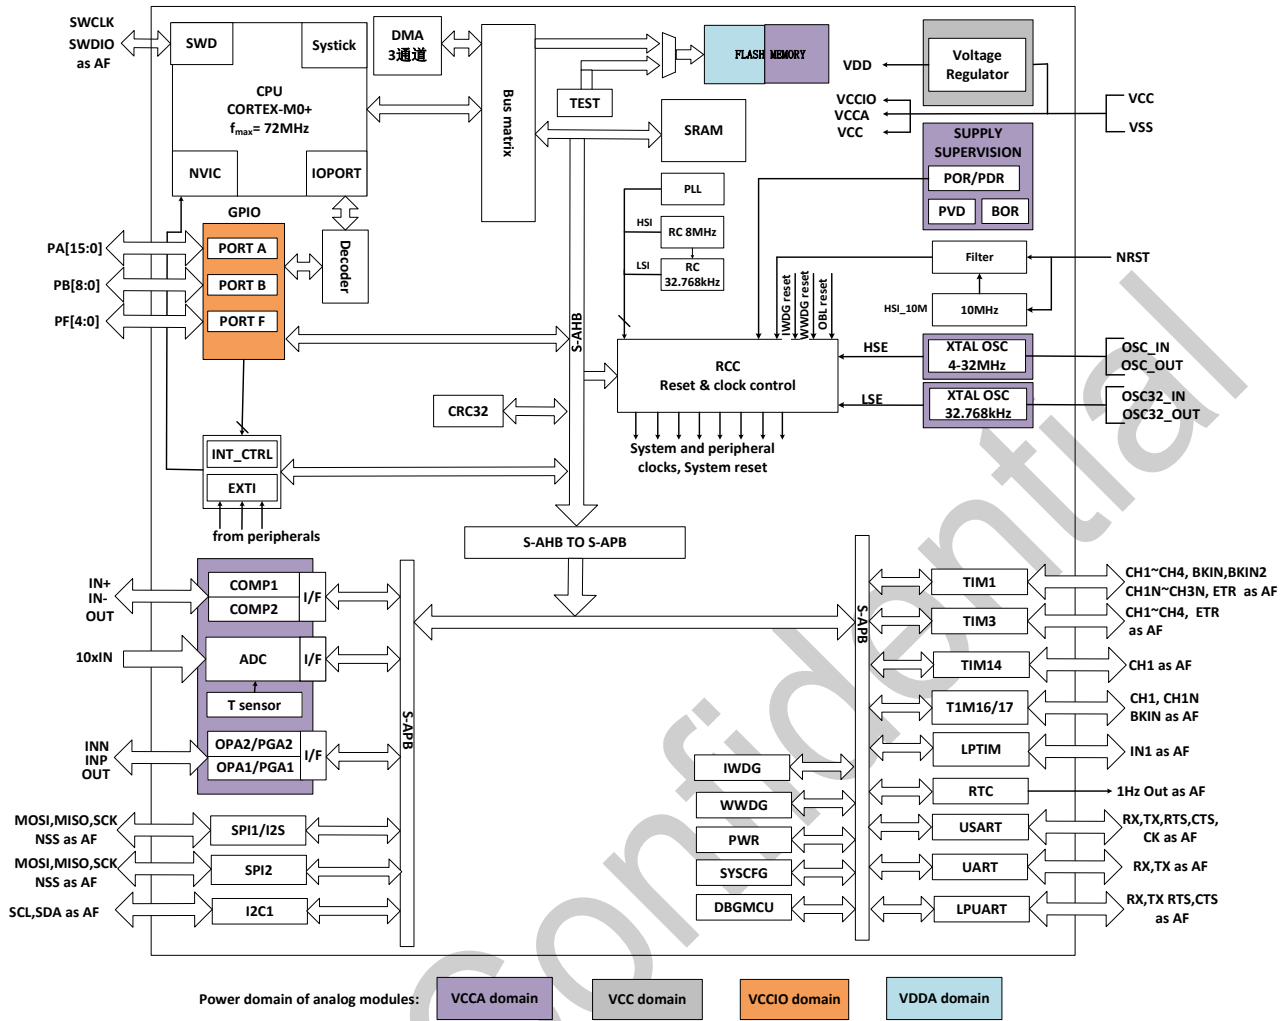 SWCLK
SWDIO
as AF
SWD
Systick
CPU
CORTEX-M0+
fmax= 72MHz
NVIC
IOPORT
DMA
3通道
Bus matrix
TEST
FLASH MEMORY
SRAM
VDD
Voltage
Regulator
VCCIO
VCCA
VCC
VCC
VSS
SUPPLY
SUPERVISION
POR/PDR
PVD
BOR
PLL
HSI
RC 8MHz
LSI
RC
32.768kHz
Filter
NRST
HSI_10M
10MHz
IWDG reset
WWDG reset
OBL reset
GPIO
PA[15:0]
PORT A
PB[8:0]
PORT B
PF[4:0]
PORT F
Decoder
S-AHB
RCC
Reset & clock control
HSE
XTAL OSC
4-32MHz
OSC_IN
OSC_OUT
LSE
XTAL OSC
32.768kHz
OSC32_IN
OSC32_OUT
System and peripheral
clocks, System reset
CRC32
INT_CTRL
EXTI
from peripherals
S-AHB TO S-APB
IN+
IN-
OUT
COMP1
COMP2
I/F
10xIN
ADC
I/F
T sensor
INN
INP
OUT
OPA2/PGA2
OPA1/PGA1
I/F
MOSI,MISO,SCK
NSS as AF
SPI1/I2S
MOSI,MISO,SCK
NSS as AF
SPI2
SCL,SDA as AF
I2C1
S-APB
S-APB
IWDG
WWDG
PWR
SYSCFG
DBGMCU
TIM1
CH1~CH4, BKIN,BKIN2
CH1N~CH3N, ETR as AF
TIM3
CH1~CH4, ETR
as AF
TIM14
CH1 as AF
T1M16/17
CH1, CH1N
BKIN as AF
LPTIM
IN1 as AF
RTC
1Hz Out as AF
USART
RX,TX,RTS,CTS,
CK as AF
UART
RX,TX as AF
LPUART
RX,TX RTS,CTS
as AF
Power domain of analog modules:
VCCA domain
VCC domain
VCCIO domain
VDDA domain
Confidential